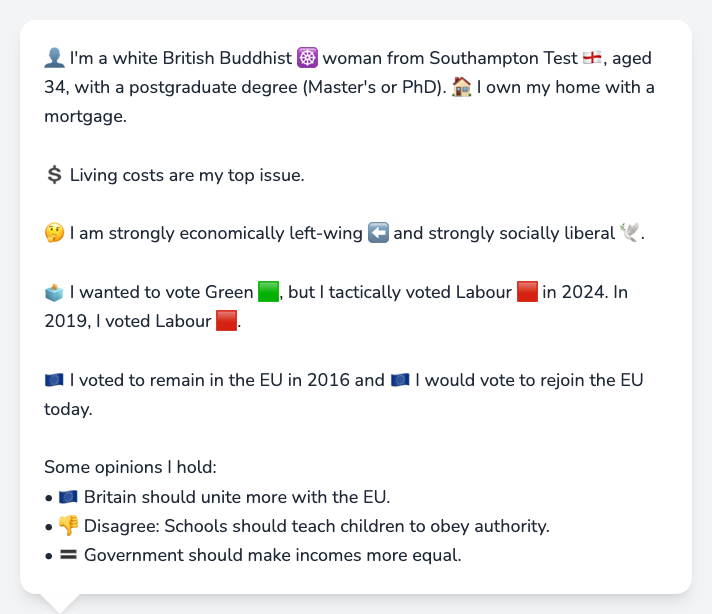 👤 I'm a white British Buddhist ☸️ woman from Southampton Test 🏴󠁧󠁢󠁥󠁮󠁧󠁿, aged
34, with a postgraduate degree (Master's or PhD). 🏠 I own my home with a
mortgage.
💲 Living costs are my top issue.
🤔 I am strongly economically left-wing ⬅️ and strongly socially liberal 🕊️.
🗳️ I wanted to vote Green 🟩, but I tactically voted Labour 🟥 in 2024. In
2019, I voted Labour 🟥.
🇪🇺 I voted to remain in the EU in 2016 and 🇪🇺 I would vote to rejoin the EU
today.
Some opinions I hold:
• 🇪🇺 Britain should unite more with the EU.
• 👎 Disagree: Schools should teach children to obey authority.
• 🟰 Government should make incomes more equal.